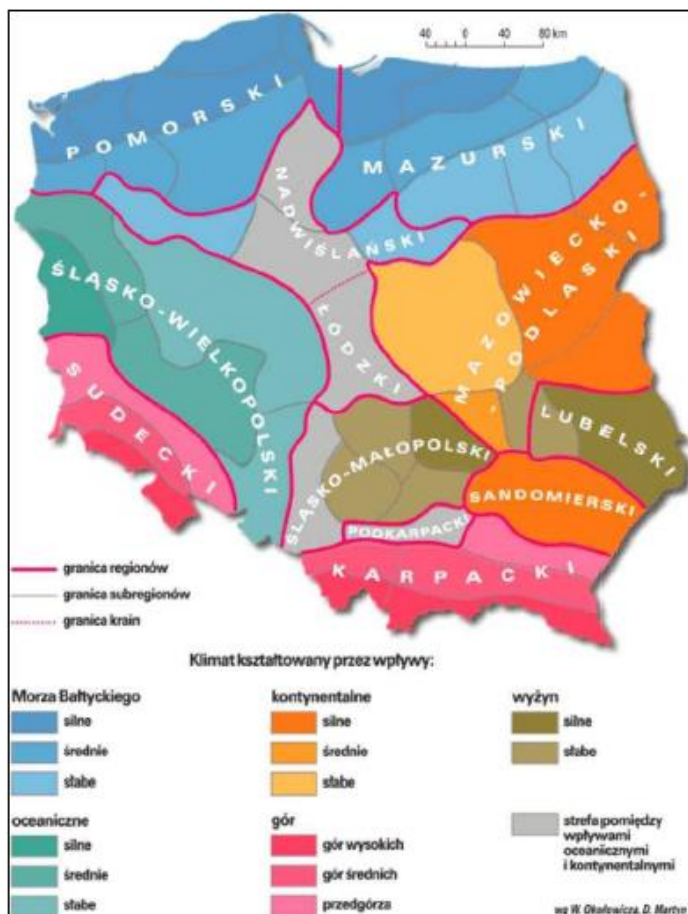 40 0 40 80 km
POMORSKI
MAZURSKI
NADWIŚLAŃSKI
MAZOWIECKO-
-PODLASKI
ŚLĄSKO-WIELKOPOLSKI
ŁÓDZKI
SUDECKI
LUBELSKI
ŚLĄSKO-MAŁOPOLSKI
SANDOMIERSKI
PODKARPACKI
KARPACKI
granica regionów
granica subregionów
granica krain
Klimat kształtowany przez wpływy:
Morza Bałtyckiego
silne
średnie
słabe
kontynentalne
silne
średnie
słabe
wyżyn
silne
słabe
oceaniczne
silne
średnie
słabe
gór
gór wysokich
gór średnich
przedgórza
strefa pomiędzy
wpływami
oceanicznymi
i kontynentalnymi
wg W. Okołowicza, D. Martyn